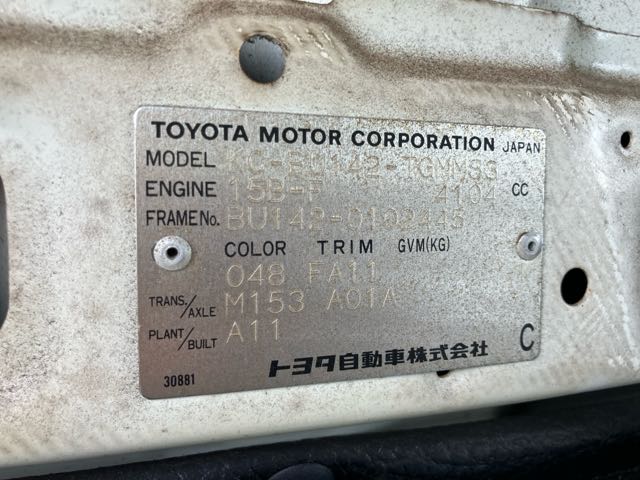 TOYOTA MOTOR CORPORATION JAPAN
MODEL
ENGINE 15B-F 4104 CC
FRAME No. BU142-0102445
COLOR TRIM GVM(KG)
048 FA11
TRANS./AXLE M153 A01A
PLANT/BUILT A11
トヨタ自動車株式会社 C
30881